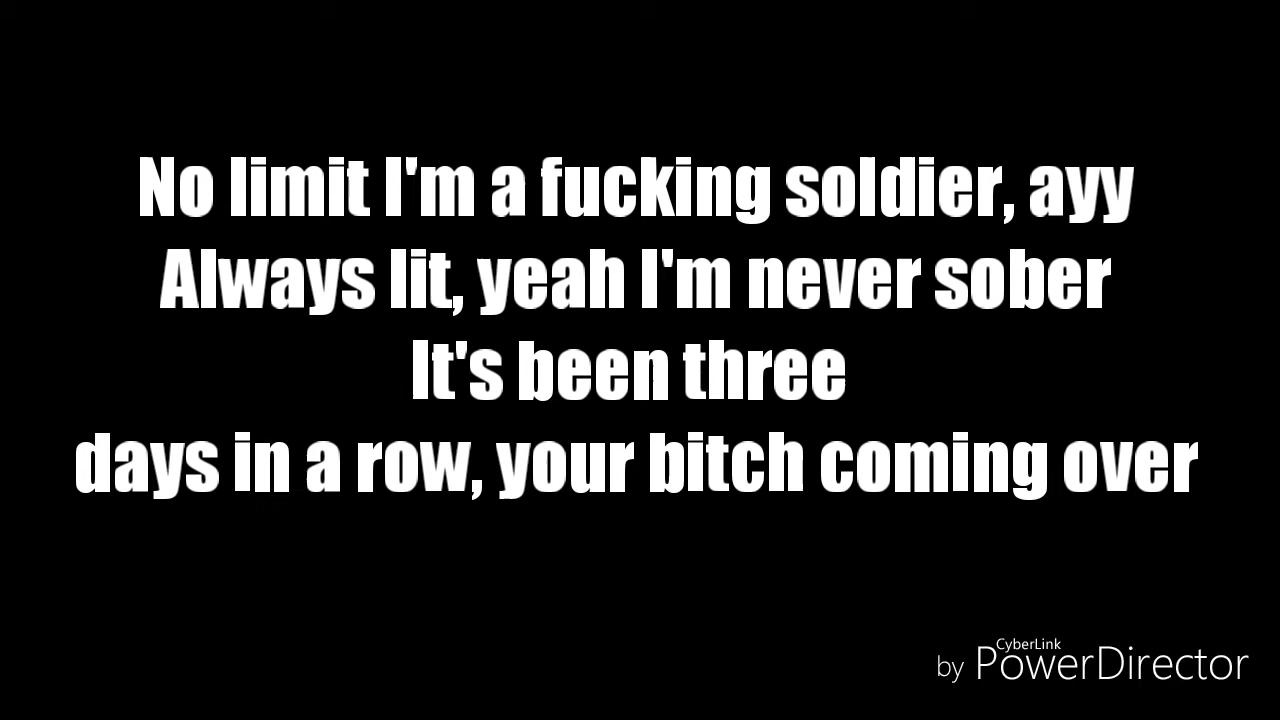 No limit I'm a fucking soldier, ayy
Always lit, yeah I'm never sober
It's been three
days in a row, your bitch coming over
CyberLink
by PowerDirector